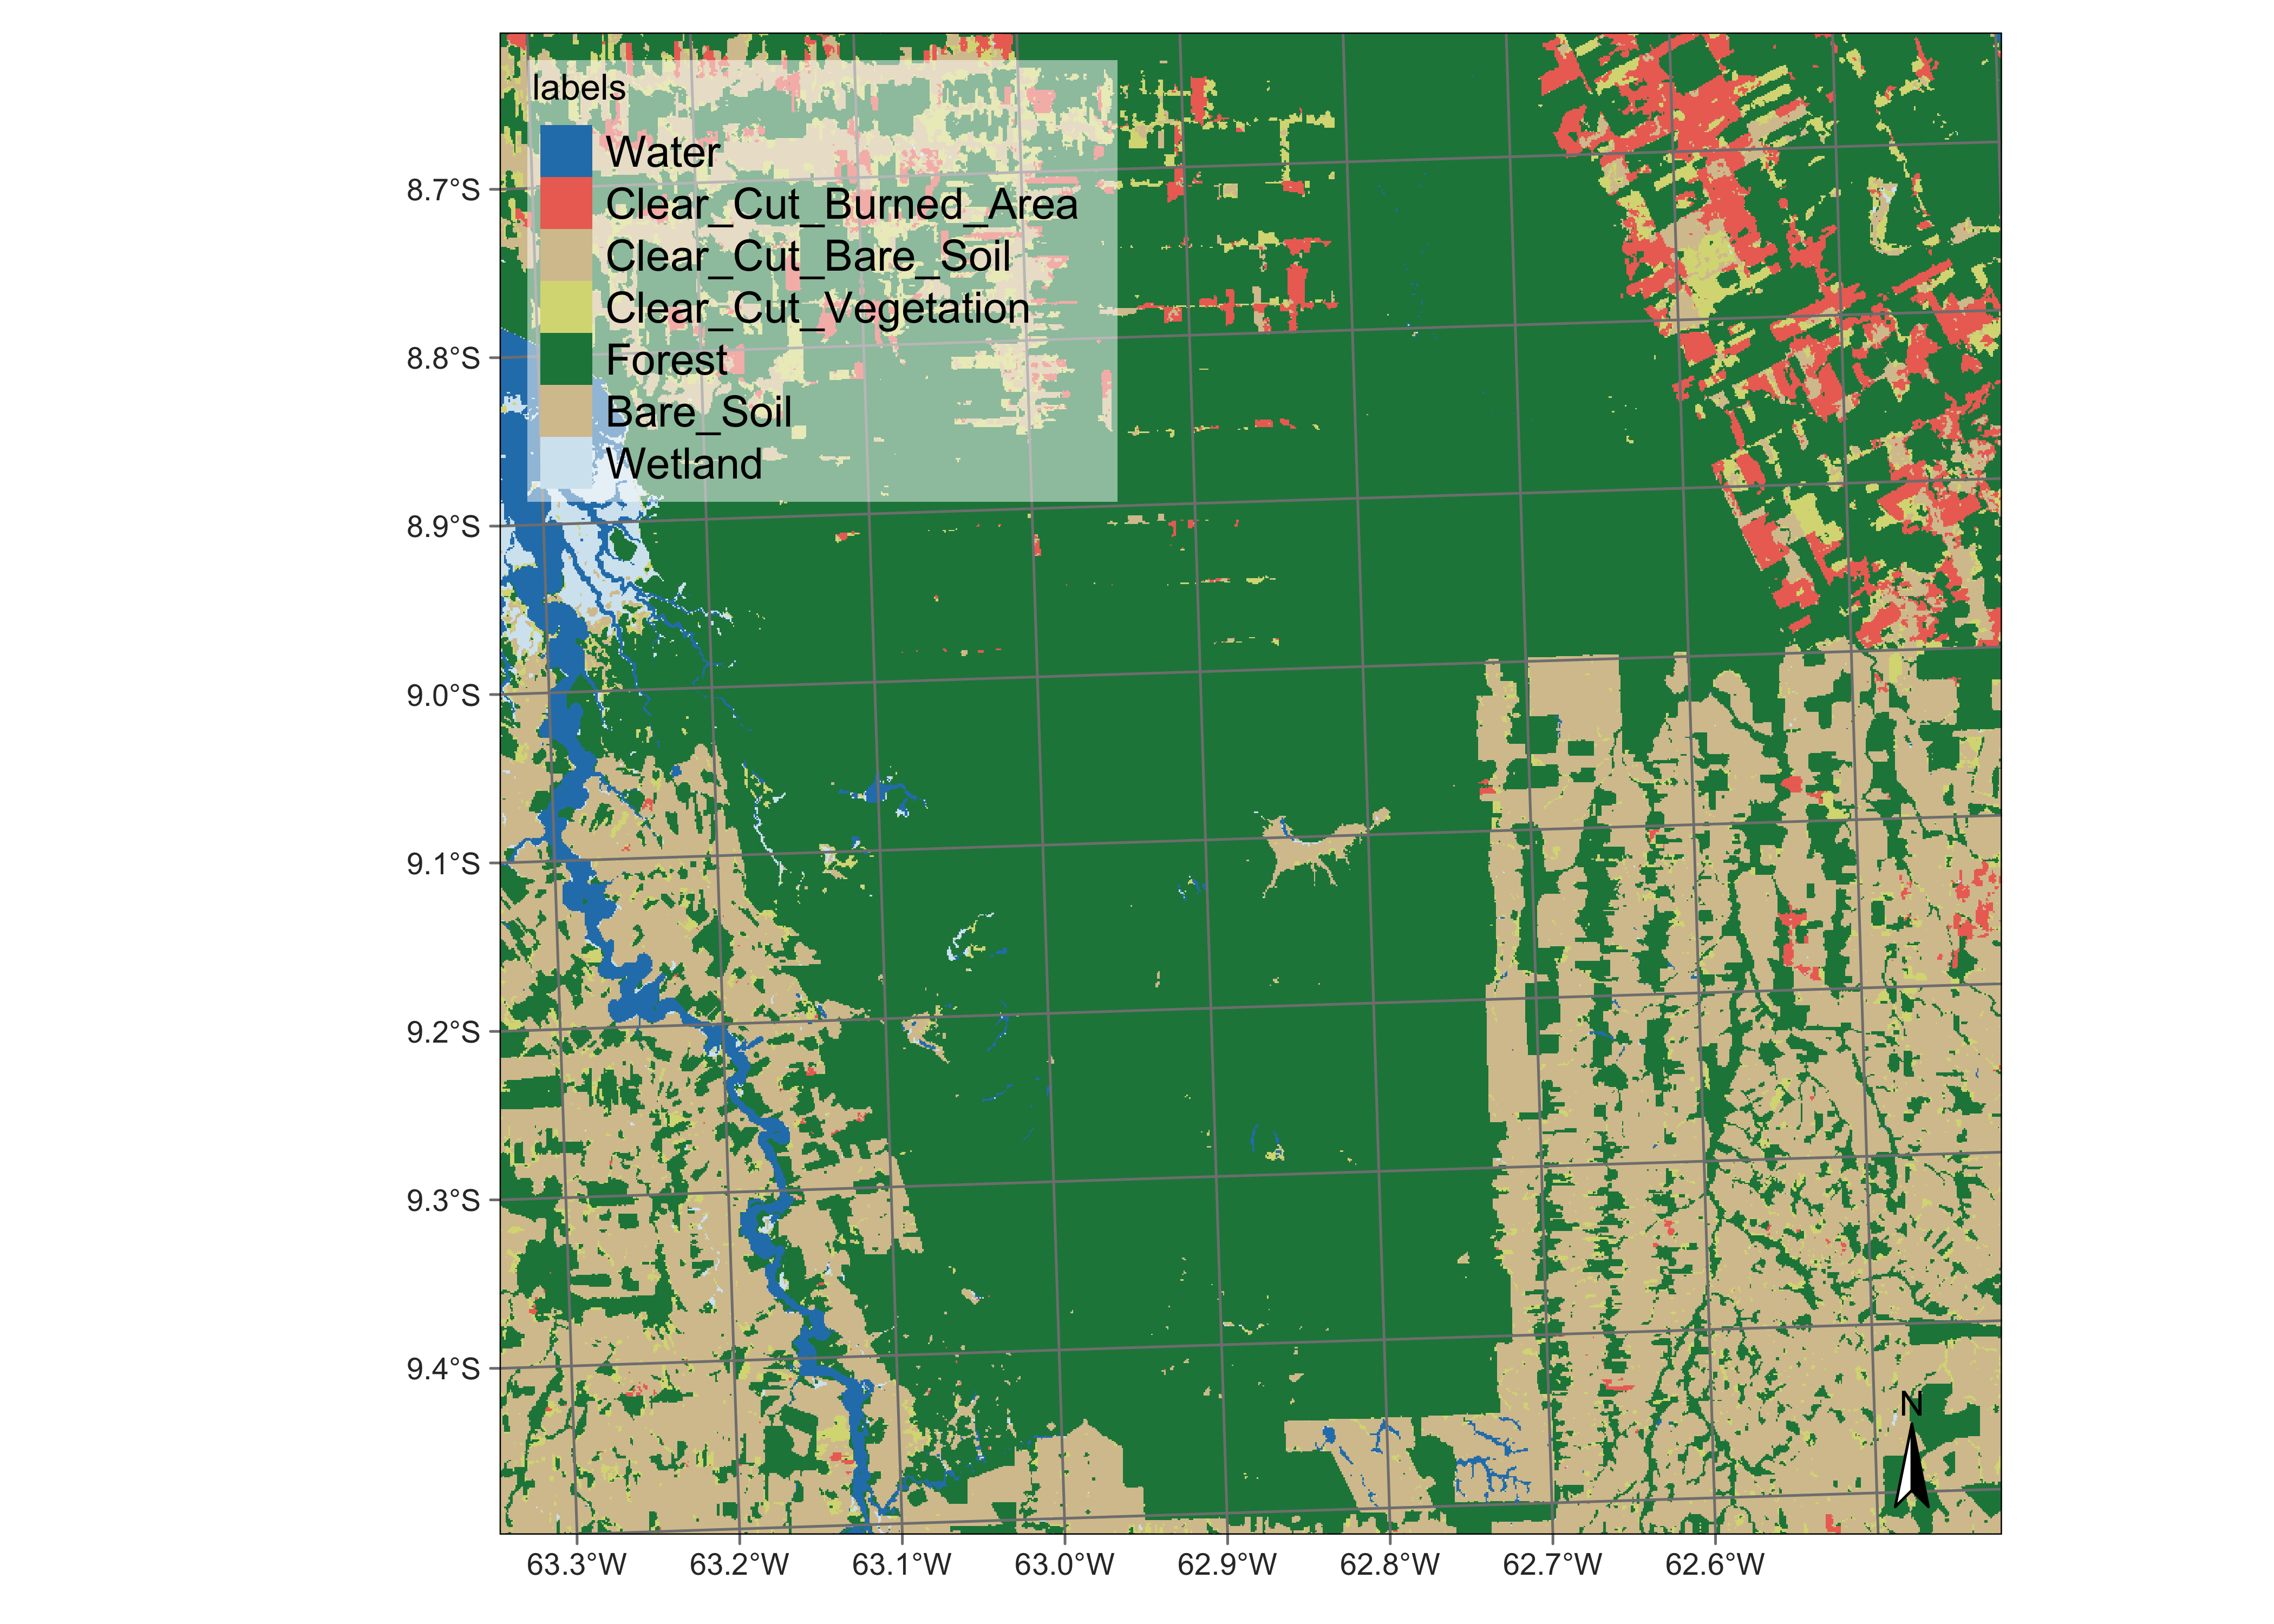 labels
Water
Clear_Cut_Burned_Area
Clear_Cut_Bare_Soil
Clear_Cut_Vegetation
Forest
Bare_Soil
Wetland
8.7°S
8.8°S
8.9°S
9.0°S
9.1°S
9.2°S
9.3°S
9.4°S
N
63.3°W 63.2°W 63.1°W 63.0°W 62.9°W 62.8°W 62.7°W 62.6°W